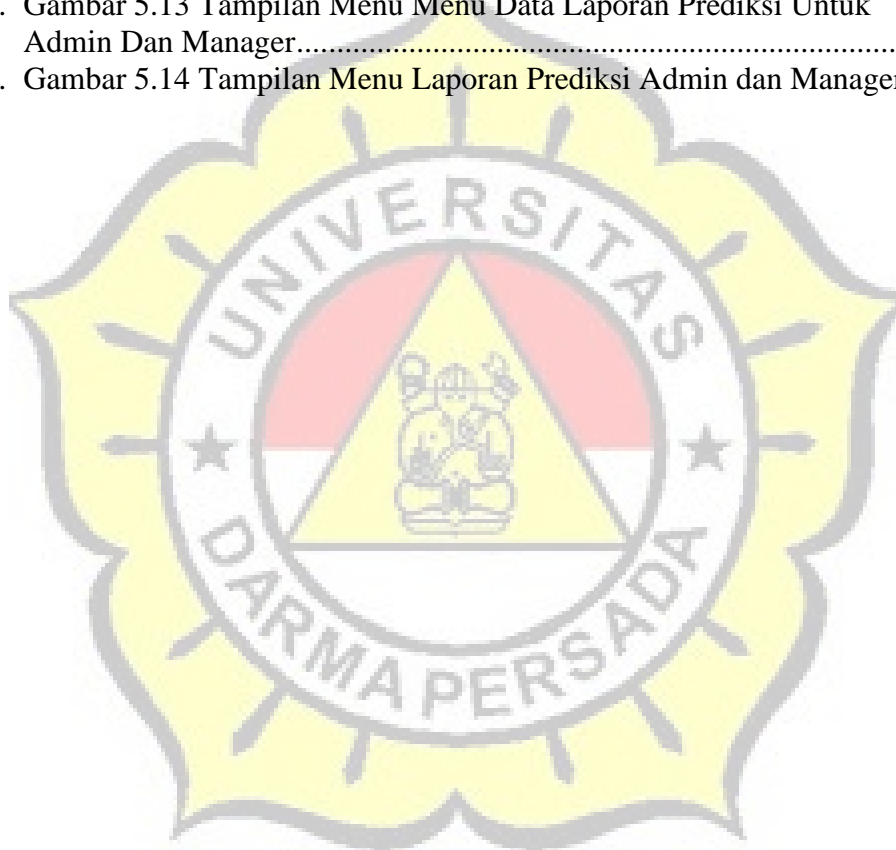 . Gambar 5.13 Tampilan Menu Menu Data Laporan Prediksi Untuk
Admin Dan Manager......................................................................
. Gambar 5.14 Tampilan Menu Laporan Prediksi Admin dan Manager
UNIVERSITAS
DARMA PERSADA